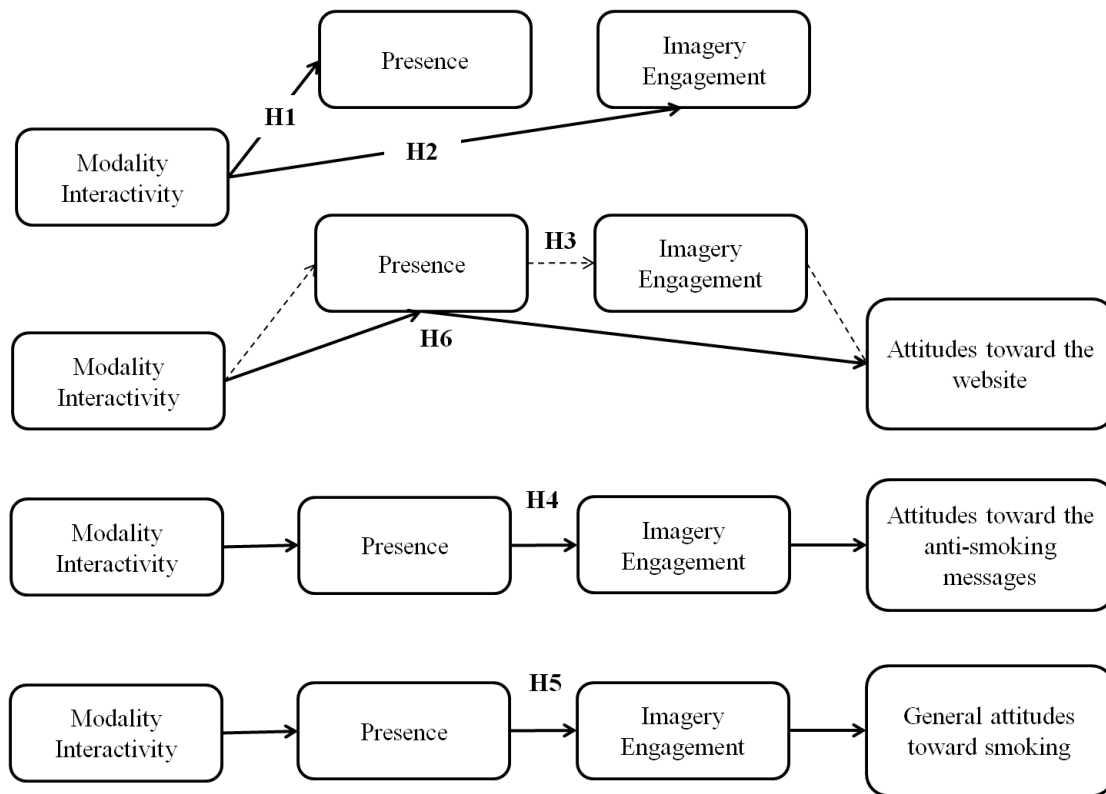 Presence
Imagery
Engagement
H1
H2
Modality
Interactivity
Presence
H3
Imagery
Engagement
H6
Modality
Interactivity
Attitudes toward the
website
Modality
Interactivity
Presence
H4
Imagery
Engagement
Attitudes toward the
anti-smoking
messages
Modality
Interactivity
Presence
H5
Imagery
Engagement
General attitudes
toward smoking